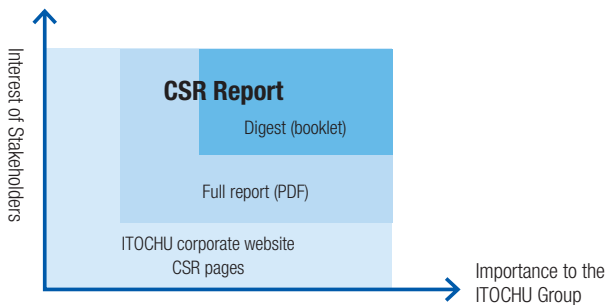 Interest of Stakeholders
CSR Report
Digest (booklet)
Full report (PDF)
ITOCHU corporate website
CSR pages
Importance to the
ITOCHU Group